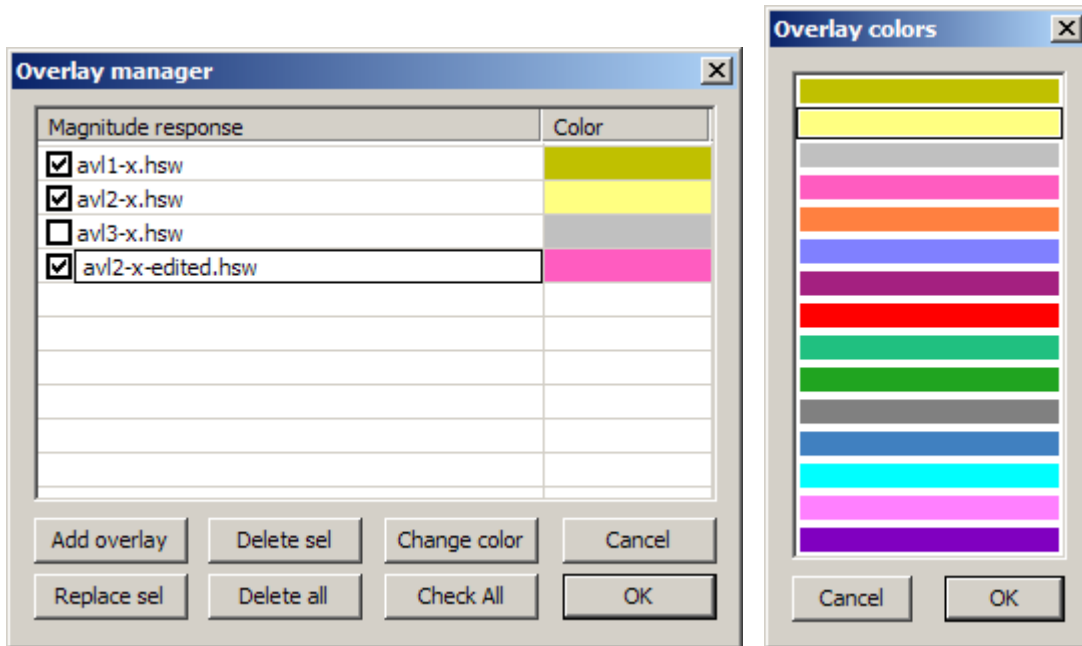 Overlay manager
Magnitude response Color
avl1-x.hsw
avl2-x.hsw
avl3-x.hsw
avl2-x-edited.hsw
Add overlay Delete sel Change color Cancel
Replace sel Delete all Check All OK
Overlay colors
Cancel OK